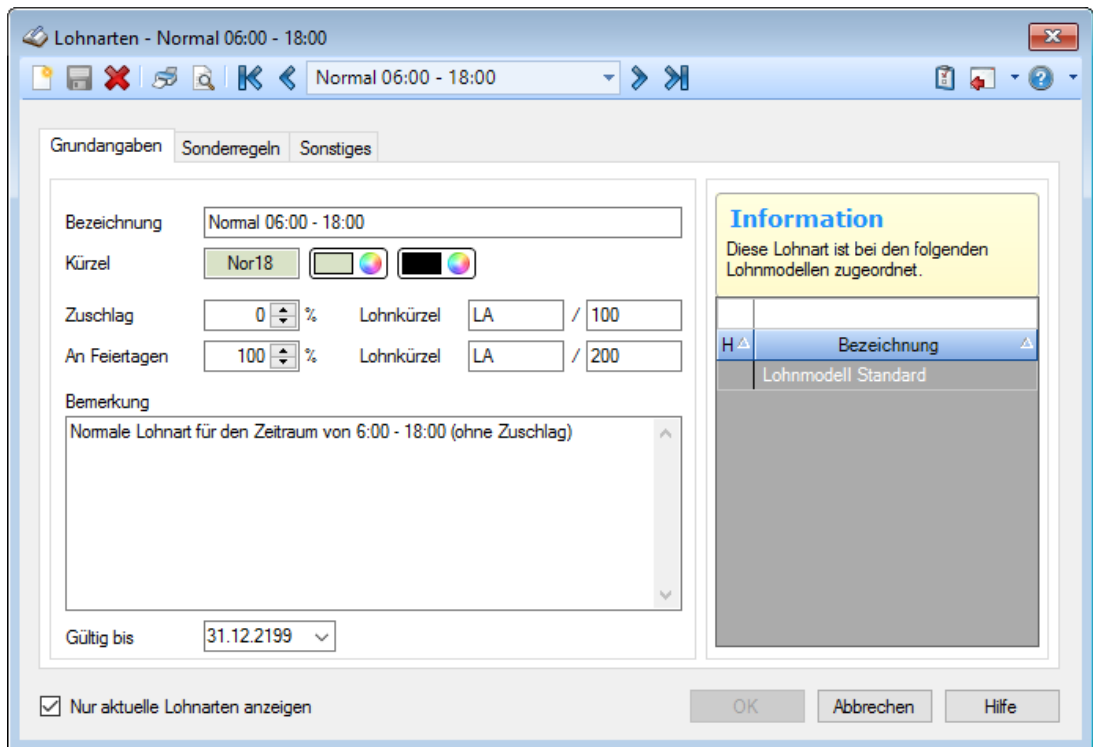 Lohnarten - Normal 06:00 - 18:00
Normal 06:00 - 18:00
Grundangaben Sonderregeln Sonstiges
Bezeichnung Normal 06:00 - 18:00
Kürzel Nor18
Zuschlag 0 % Lohnkürzel LA / 100
An Feiertagen 100 % Lohnkürzel LA / 200
Bemerkung
Normale Lohnart für den Zeitraum von 6:00 - 18:00 (ohne Zuschlag)
Gültig bis 31.12.2199
Information
Diese Lohnart ist bei den folgenden
Lohnmodellen zugeordnet.
H Bezeichnung
Lohnmodell Standard
Nur aktuelle Lohnarten anzeigen
OK Abbrechen Hilfe